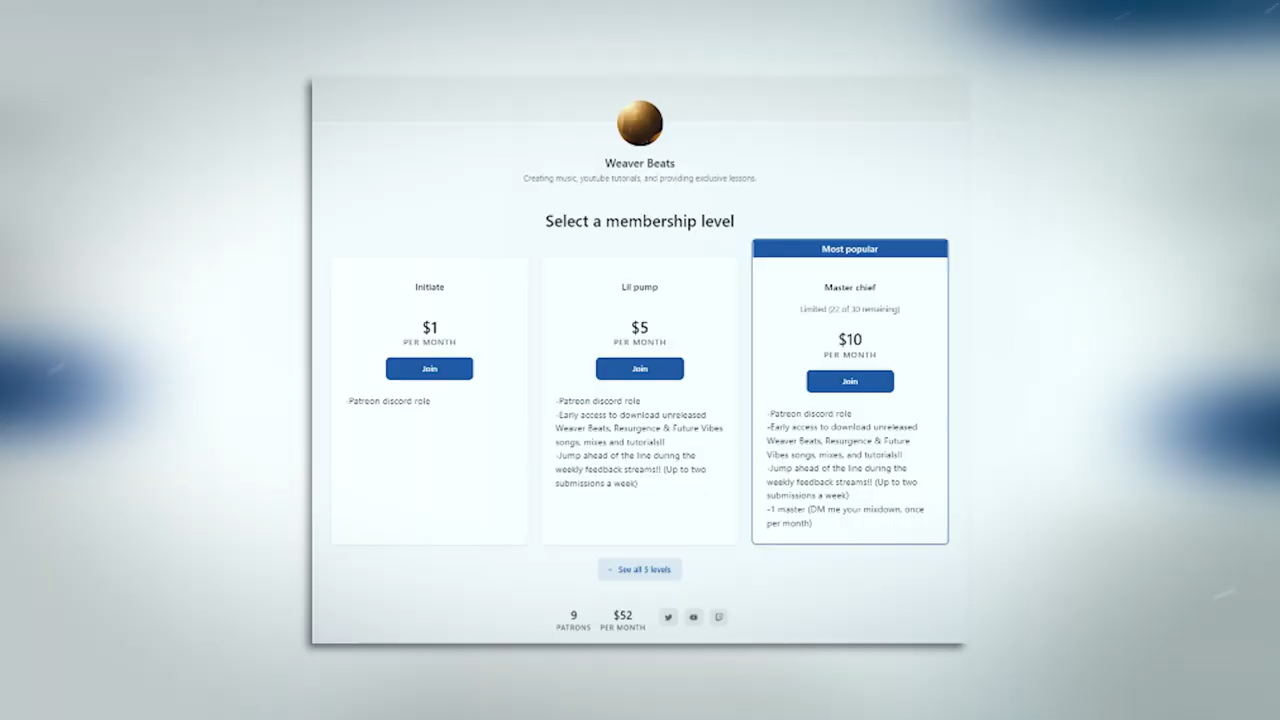 Weaver Beats
Creating music, youtube tutorials, and providing exclusive lessons.
Select a membership level
Initiate
$1
PER MONTH
Join
-Patreon discord role
Lil pump
$5
PER MONTH
Join
-Patreon discord role
-Early access to download unreleased
Weaver Beats, Resurgence & Future Vibes
songs, mixes and tutorials!!
-Jump ahead of the line during the
weekly feedback streams!! (Up to two
submissions a week)
Most popular
Master chief
Limited (22 of 30 remaining)
$10
PER MONTH
Join
-Patreon discord role
-Early access to download unreleased
Weaver Beats, Resurgence & Future
Vibes songs, mixes, and tutorials!!
-Jump ahead of the line during the
weekly feedback streams!! (Up to two
submissions a week)
-1 master (DM me your mixdown, once
per month)
See all 5 levels
9 $52
PATRONS PER MONTH